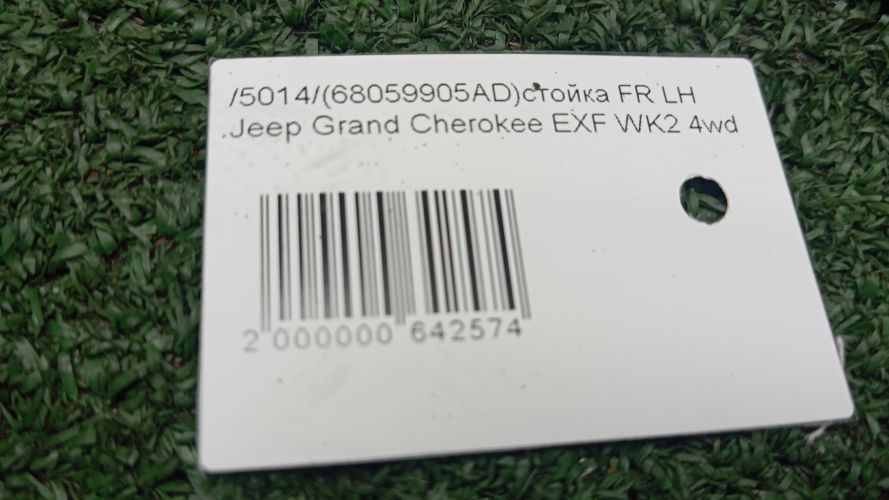 /5014/(68059905AD)стойка FR LH
.Jeep Grand Cherokee EXF WK2 4wd
2 000000 642574